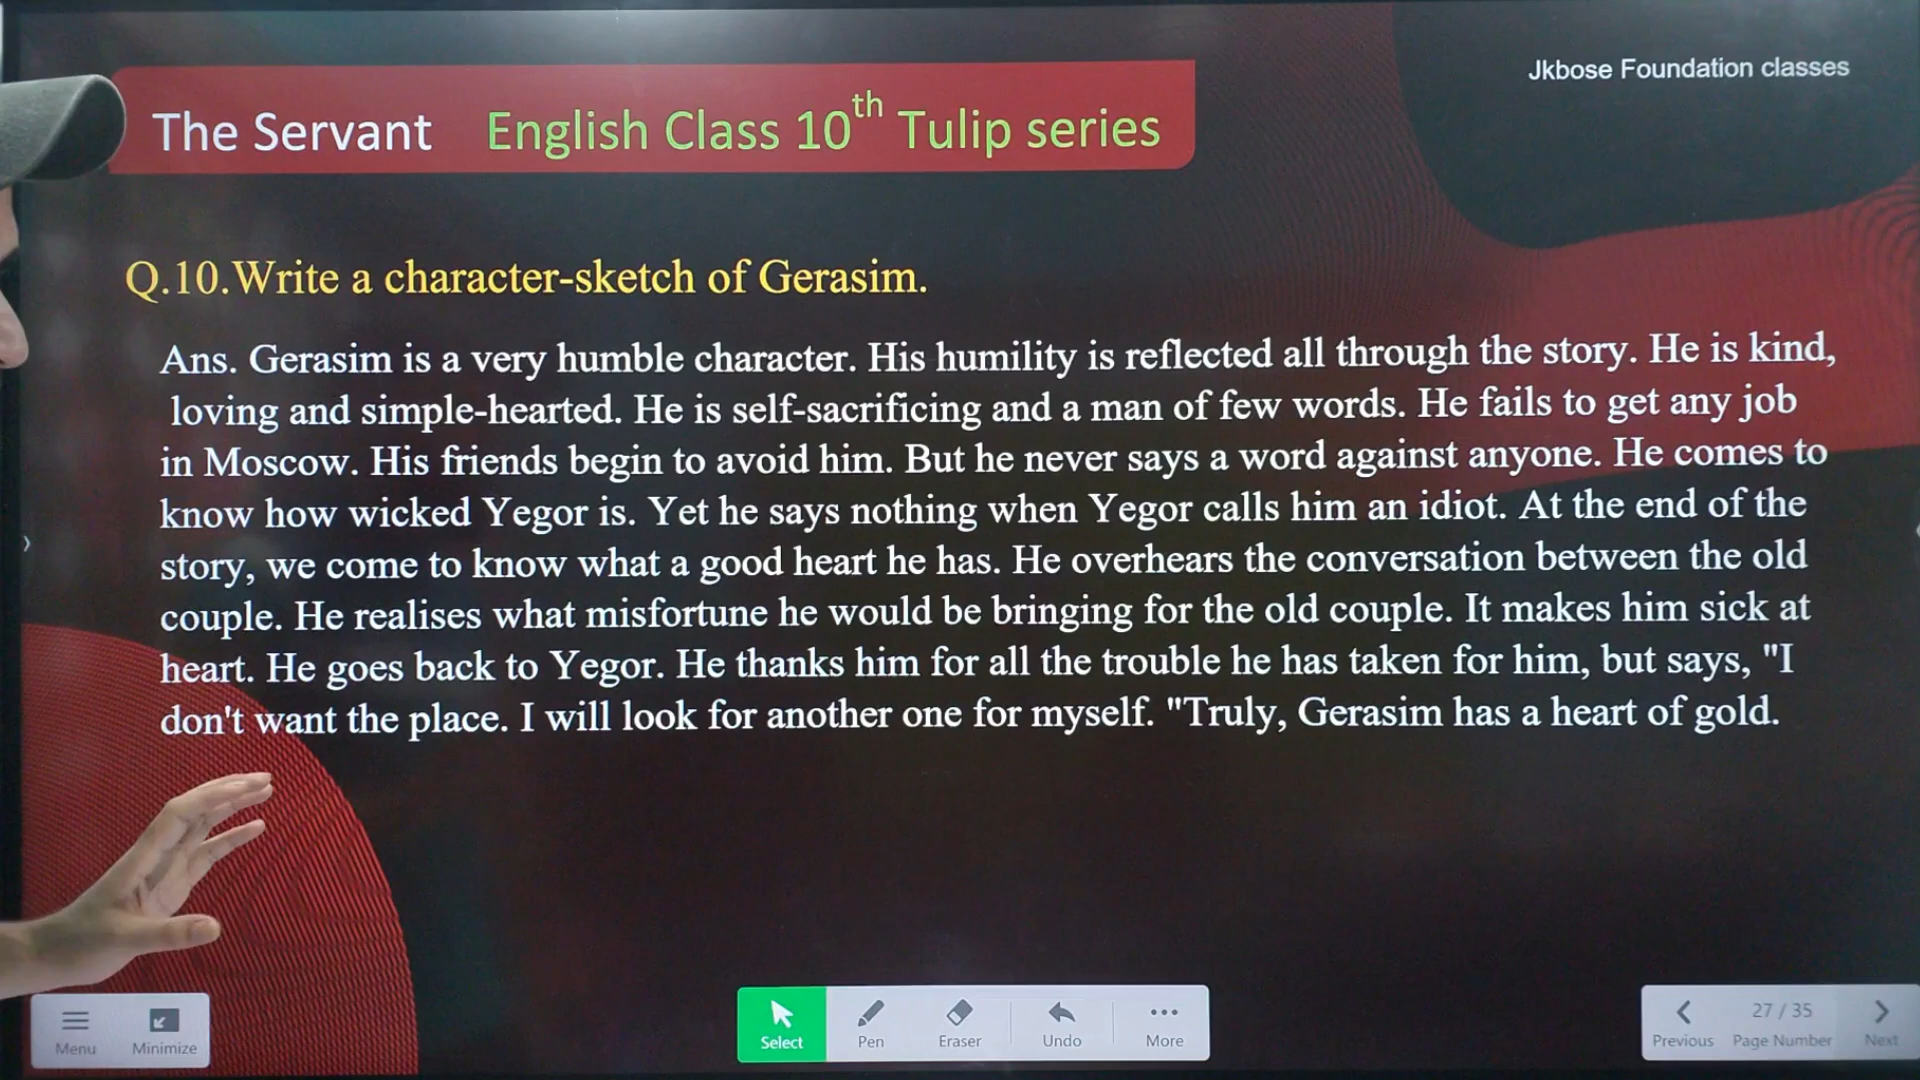 Jkbose Foundation classes
The Servant English Class 10th Tulip series
Q.10.Write a character-sketch of Gerasim.
Ans. Gerasim is a very humble character. His humility is reflected all through the story. He is kind,
loving and simple-hearted. He is self-sacrificing and a man of few words. He fails to get any job
in Moscow. His friends begin to avoid him. But he never says a word against anyone. He comes to
know how wicked Yegor is. Yet he says nothing when Yegor calls him an idiot. At the end of the
story, we come to know what a good heart he has. He overhears the conversation between the old
couple. He realises what misfortune he would be bringing for the old couple. It makes him sick at
heart. He goes back to Yegor. He thanks him for all the trouble he has taken for him, but says, "I
don't want the place. I will look for another one for myself. "Truly, Gerasim has a heart of gold.
Menu Minimize
Select Pen Eraser Undo More
27 / 35
Previous Page Number Next